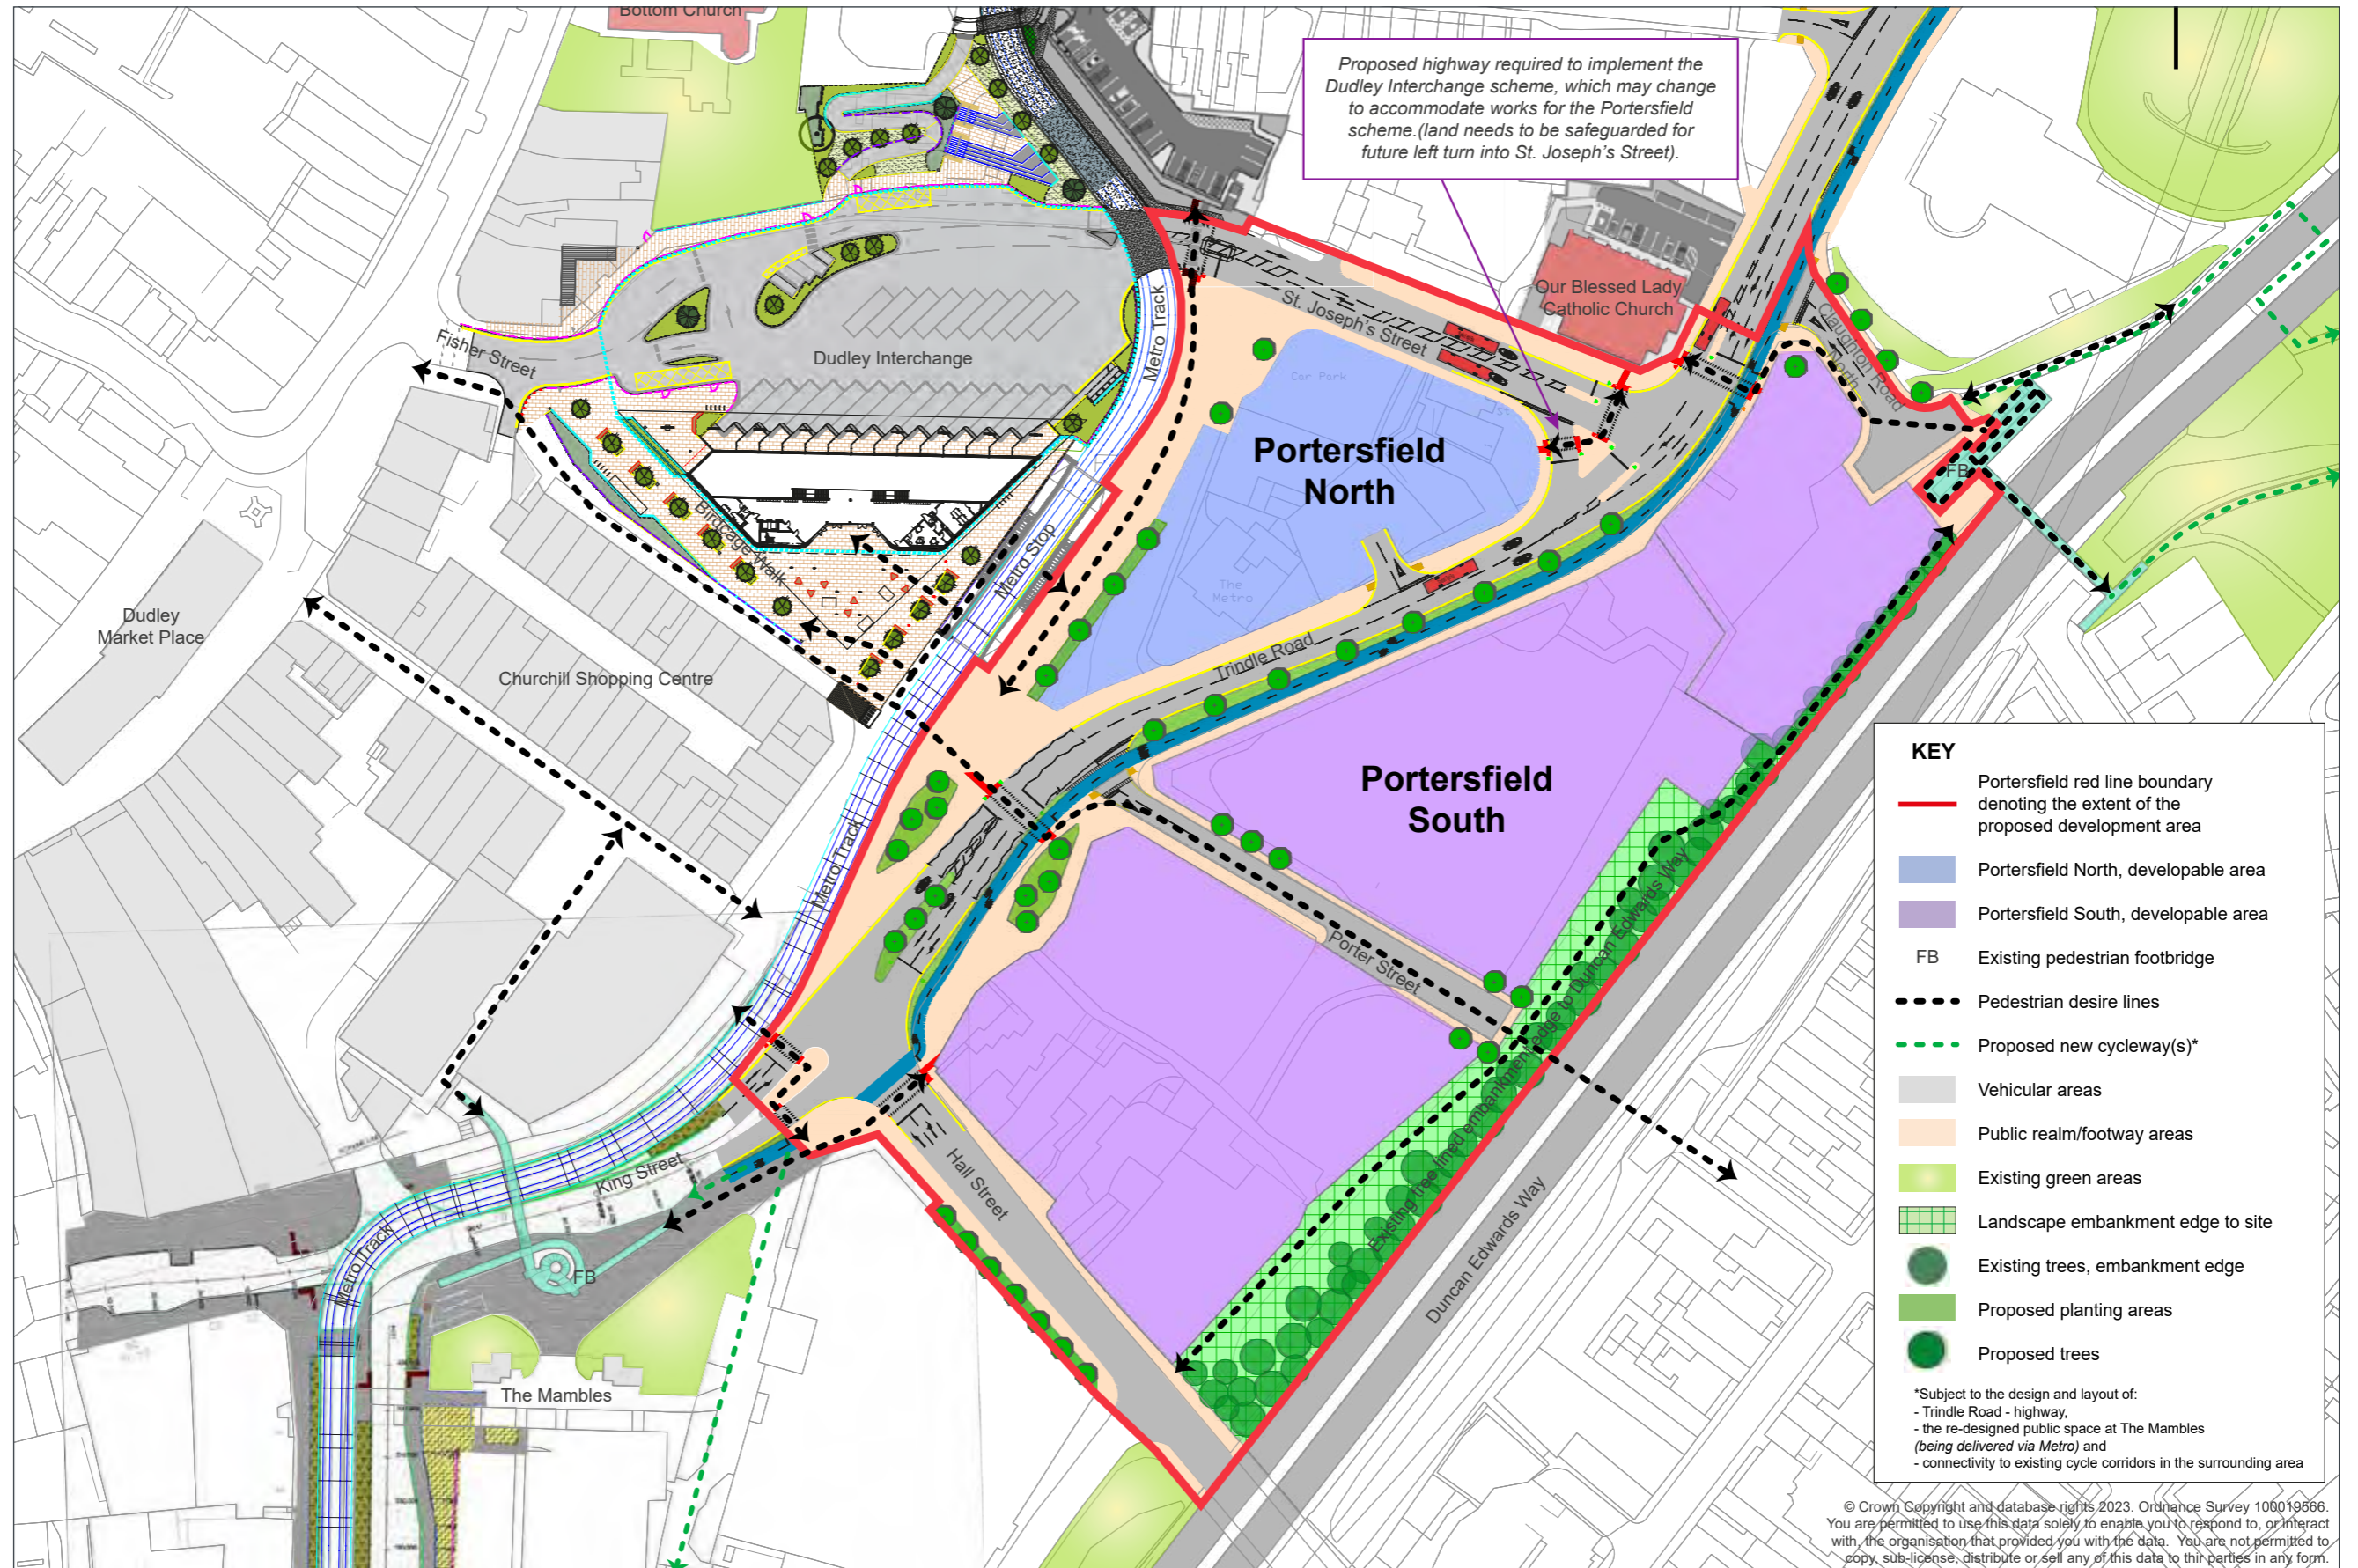 Bottom Church
Proposed highway required to implement the
Dudley Interchange scheme, which may change
to accommodate works for the Portersfield
scheme.(land needs to be safeguarded for
future left turn into St. Joseph's Street).
Our Blessed Lady
Catholic Church
St. Joseph's Street
Metro Track
Fisher Street
Dudley Interchange
Claughton Road
North
Car Park
Portersfield
North
FB
Birdcage Walk
Metro Stop
The
Metro
Dudley
Market Place
Trindle Road
Churchill Shopping Centre
Portersfield
South
Metro Track
Porter Street
Existing tree lined embankment edge to Duncan Edwards Way
Hall Street
King Street
Duncan Edwards Way
Metro Track
FB
The Mambles
KEY
Portersfield red line boundary
denoting the extent of the
proposed development area
Portersfield North, developable area
Portersfield South, developable area
FB Existing pedestrian footbridge
Pedestrian desire lines
Proposed new cycleway(s)*
Vehicular areas
Public realm/footway areas
Existing green areas
Landscape embankment edge to site
Existing trees, embankment edge
Proposed planting areas
Proposed trees
*Subject to the design and layout of:
- Trindle Road - highway,
- the re-designed public space at The Mambles
(being delivered via Metro) and
- connectivity to existing cycle corridors in the surrounding area
© Crown Copyright and database rights 2023. Ordnance Survey 100019566.
You are permitted to use this data solely to enable you to respond to, or interact
with, the organisation that provided you with the data. You are not permitted to
copy, sub-license, distribute or sell any of this data to thir parties in any form.